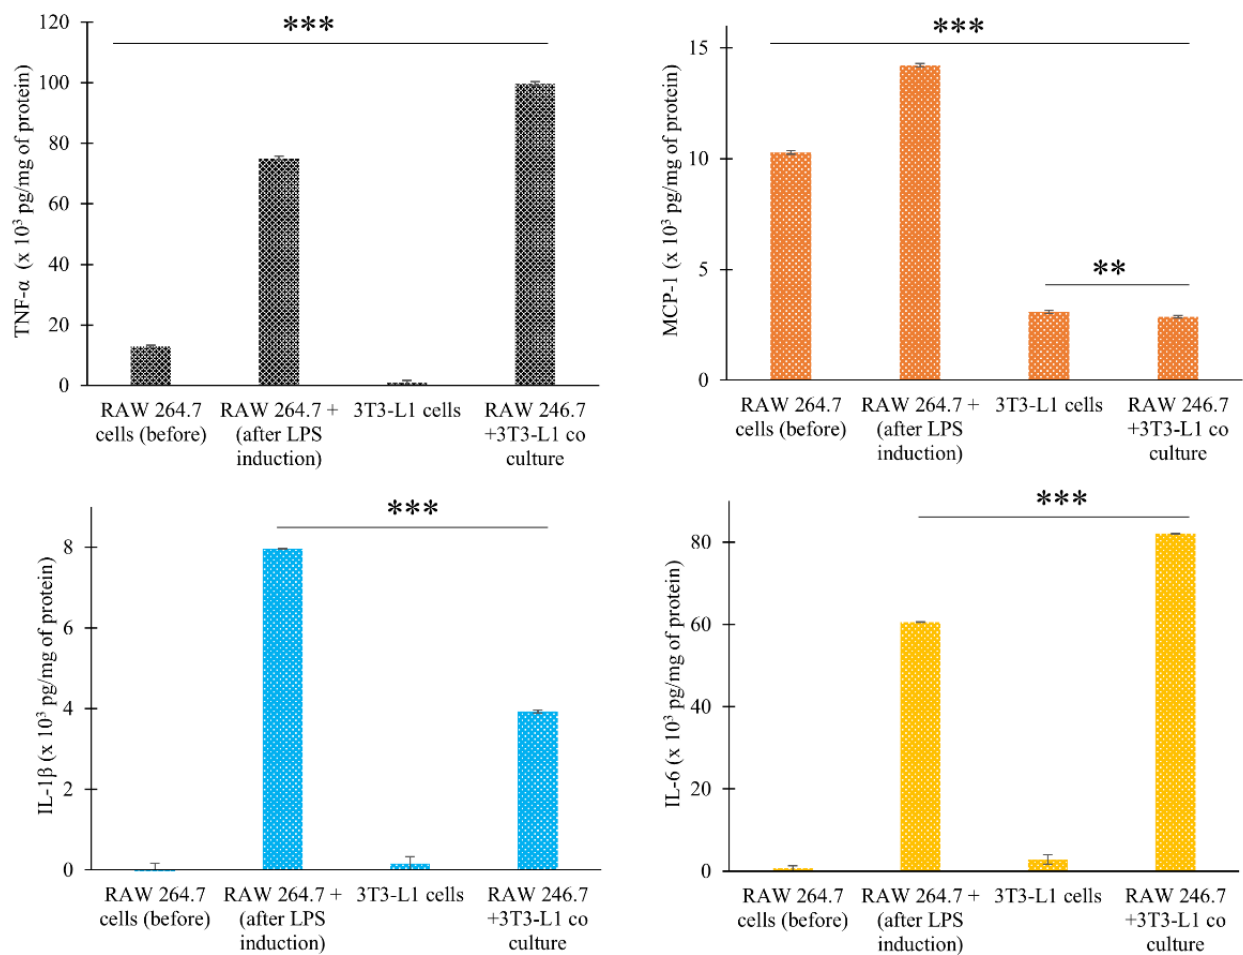 ***
TNF-α (x 10³ pg/mg of protein)
120
100
80
60
40
20
0
RAW 264.7
cells (before)
RAW 264.7 +
(after LPS
induction)
3T3-L1 cells
RAW 246.7
+3T3-L1 co
culture
***
**
MCP-1 (x 10³ pg/mg of protein)
15
10
5
0
RAW 264.7
cells (before)
RAW 264.7 +
(after LPS
induction)
3T3-L1 cells
RAW 246.7
+3T3-L1 co
culture
***
IL-1β (x 10³ pg/mg of protein)
8
6
4
2
0
RAW 264.7
cells (before)
RAW 264.7 +
(after LPS
induction)
3T3-L1 cells
RAW 246.7
+3T3-L1 co
culture
***
IL-6 (x 10³ pg/mg of protein)
80
60
40
20
0
RAW 264.7
cells (before)
RAW 264.7 +
(after LPS
induction)
3T3-L1 cells
RAW 246.7
+3T3-L1 co
culture